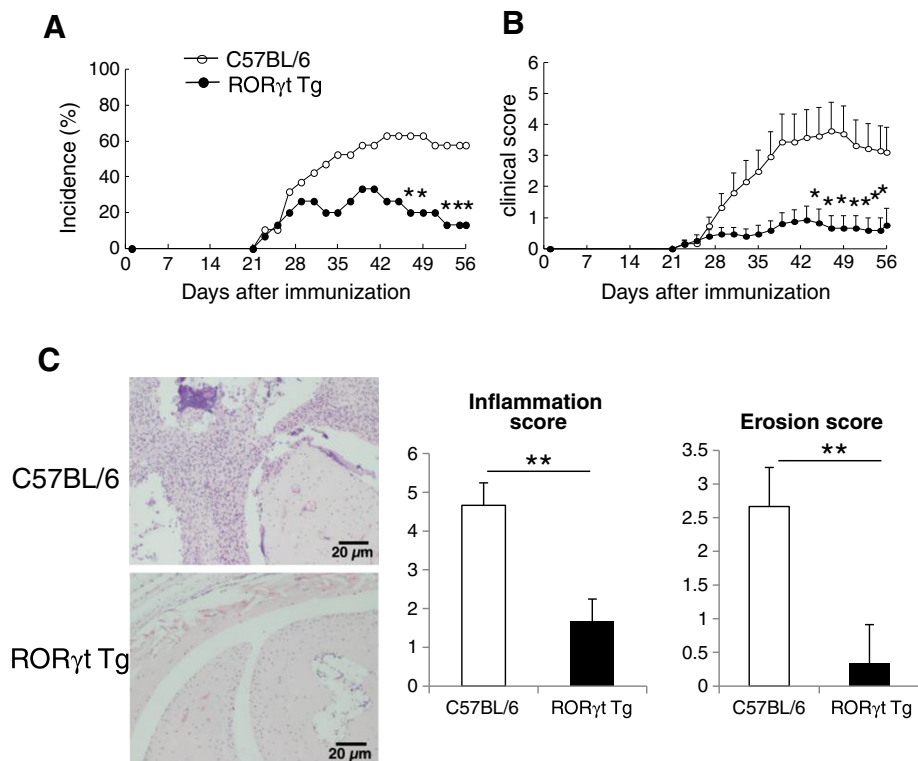 A
C57BL/6
RORγt Tg
Incidence (%)
100
80
60
40
20
0
** ***
0 7 14 21 28 35 42 49 56
Days after immunization
B
clinical score
6
5
4
3
2
1
0
*******
0 7 14 21 28 35 42 49 56
Days after immunization
C
C57BL/6
20 µm
RORγt Tg
20 µm
Inflammation
score
6
5
4
3
2
1
0
**
C57BL/6 RORγt Tg
Erosion score
3.5
3
2.5
2
1.5
1
0.5
0
**
C57BL/6 RORγt Tg